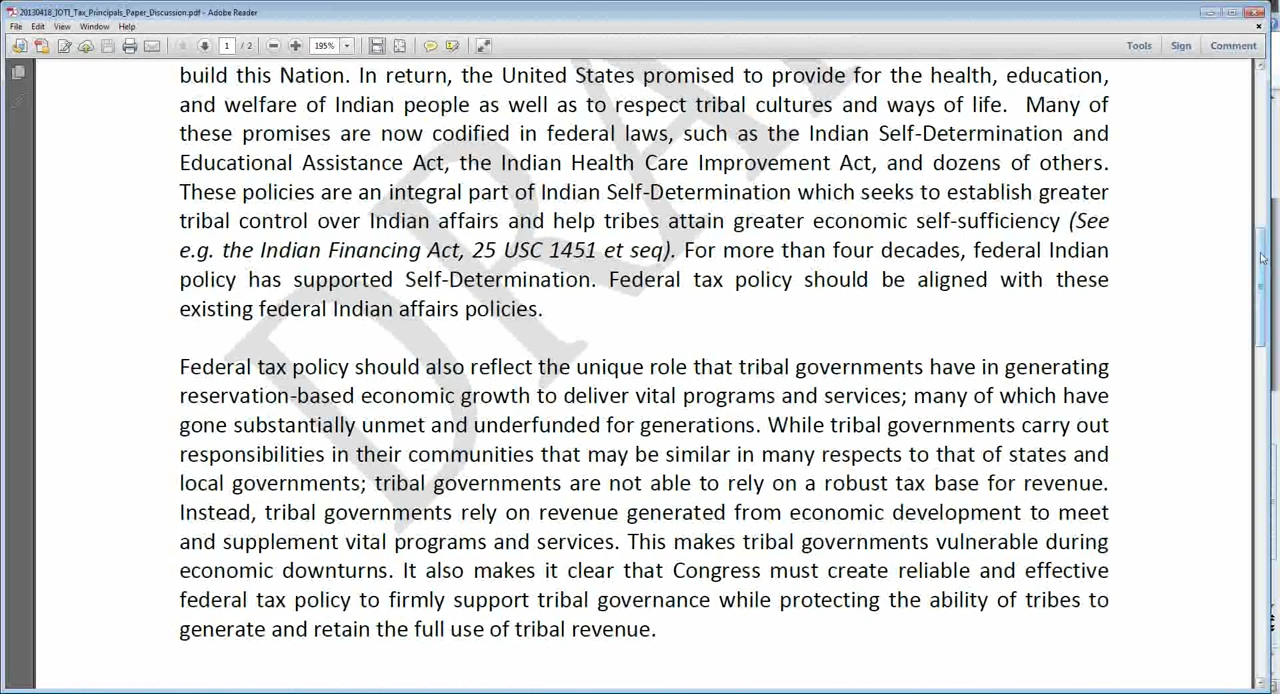 20130418_JOTI_Tax_Principals_Paper_Discussion.pdf - Adobe Reader
File Edit View Window Help
1 / 2 195% Tools Sign Comment
build this Nation. In return, the United States promised to provide for the health, education,
and welfare of Indian people as well as to respect tribal cultures and ways of life. Many of
these promises are now codified in federal laws, such as the Indian Self-Determination and
Educational Assistance Act, the Indian Health Care Improvement Act, and dozens of others.
These policies are an integral part of Indian Self-Determination which seeks to establish greater
tribal control over Indian affairs and help tribes attain greater economic self-sufficiency (See
e.g. the Indian Financing Act, 25 USC 1451 et seq). For more than four decades, federal Indian
policy has supported Self-Determination. Federal tax policy should be aligned with these
existing federal Indian affairs policies.
Federal tax policy should also reflect the unique role that tribal governments have in generating
reservation-based economic growth to deliver vital programs and services; many of which have
gone substantially unmet and underfunded for generations. While tribal governments carry out
responsibilities in their communities that may be similar in many respects to that of states and
local governments; tribal governments are not able to rely on a robust tax base for revenue.
Instead, tribal governments rely on revenue generated from economic development to meet
and supplement vital programs and services. This makes tribal governments vulnerable during
economic downturns. It also makes it clear that Congress must create reliable and effective
federal tax policy to firmly support tribal governance while protecting the ability of tribes to
generate and retain the full use of tribal revenue.